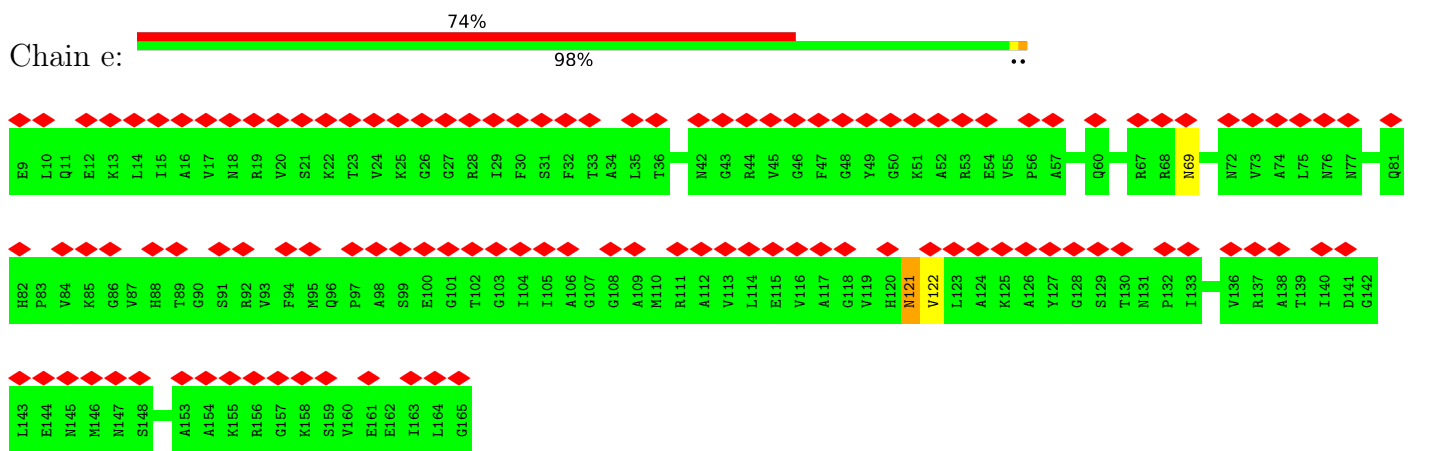 74%
Chain e:
98%
E9 L10 Q11 E12 K13 L14 I15 A16 V17 N18 R19 V20 S21 K22 T23 V24 K25 G26 G27 R28 I29 F30 S31 F32 T33 A34 L35 T36 N42 G43 R44 V45 G46 F47 G48 Y49 G50 K51 A52 R53 E54 V55 P56 A57 Q60 R67 R68 N69 N72 V73 A74 L75 N76 N77 Q81
H82 P83 V84 K85 G86 V87 H88 T89 G90 S91 R92 V93 F94 M95 Q96 P97 A98 S99 E100 G101 T102 G103 I104 I105 A106 G107 G108 A109 M110 R111 A112 V113 L114 E115 V116 A117 G118 V119 H120 N121 V122 L123 A124 K125 A126 Y127 G128 S129 T130 N131 P132 I133 V136 R137 A138 T139 I140 D141 G142
L143 E144 N145 M146 N147 S148 A153 A154 K155 R156 G157 K158 S159 V160 E161 E162 I163 L164 G165